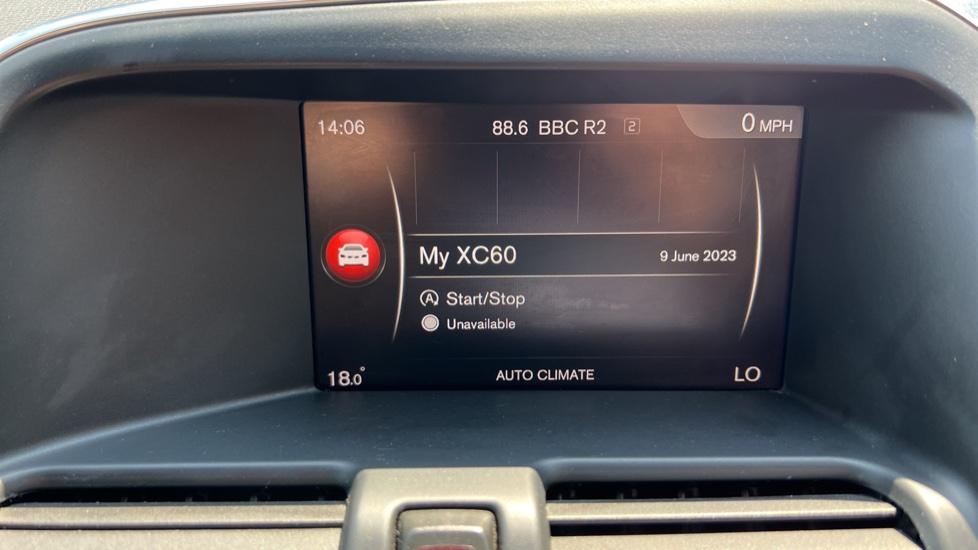 14:06 88.6 BBC R2 2 0 MPH
My XC60 9 June 2023
A Start/Stop
Unavailable
18.0° AUTO CLIMATE LO